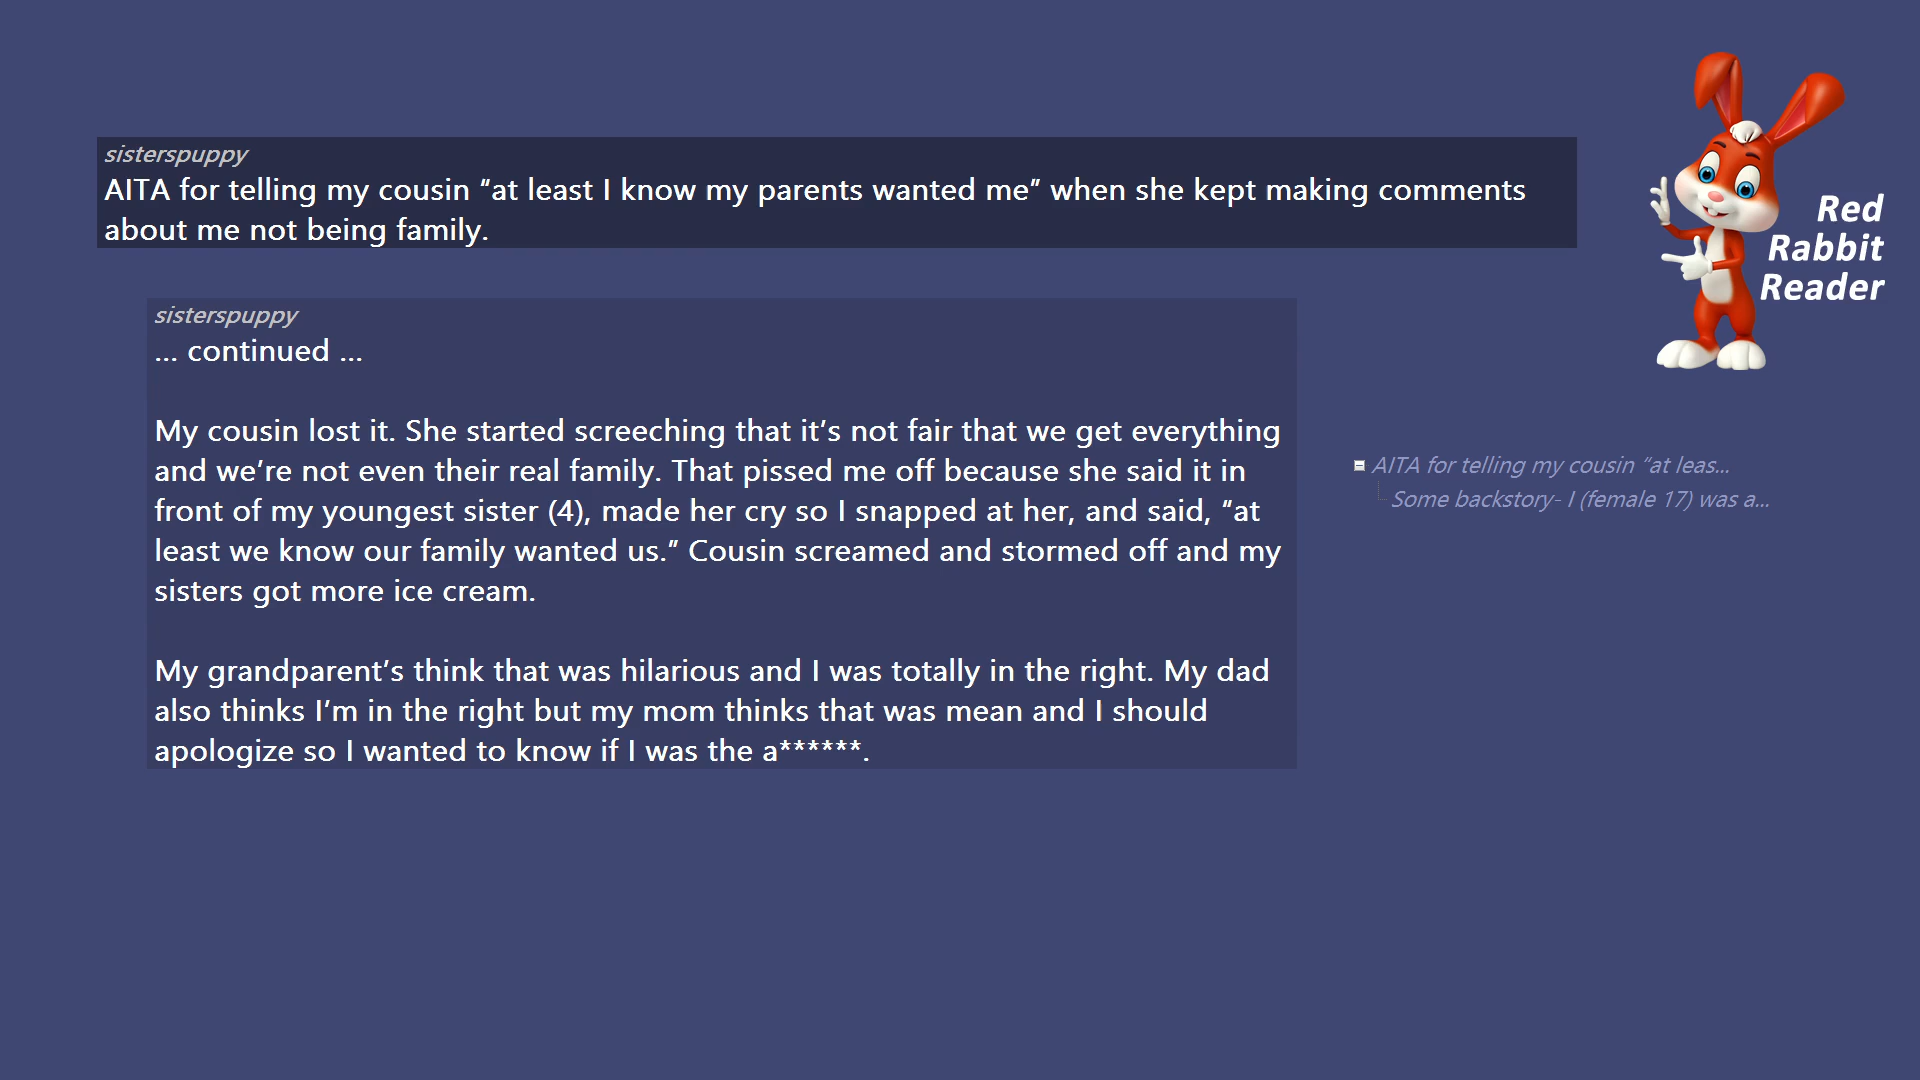 sisterspuppy
AITA for telling my cousin “at least I know my parents wanted me” when she kept making comments
about me not being family.
Red
Rabbit
Reader
sisterspuppy
... continued ...
My cousin lost it. She started screeching that it’s not fair that we get everything
and we’re not even their real family. That pissed me off because she said it in
front of my youngest sister (4), made her cry so I snapped at her, and said, “at
least we know our family wanted us.” Cousin screamed and stormed off and my
sisters got more ice cream.
My grandparent’s think that was hilarious and I was totally in the right. My dad
also thinks I’m in the right but my mom thinks that was mean and I should
apologize so I wanted to know if I was the a******.
AITA for telling my cousin “at leas...
Some backstory- I (female 17) was a...